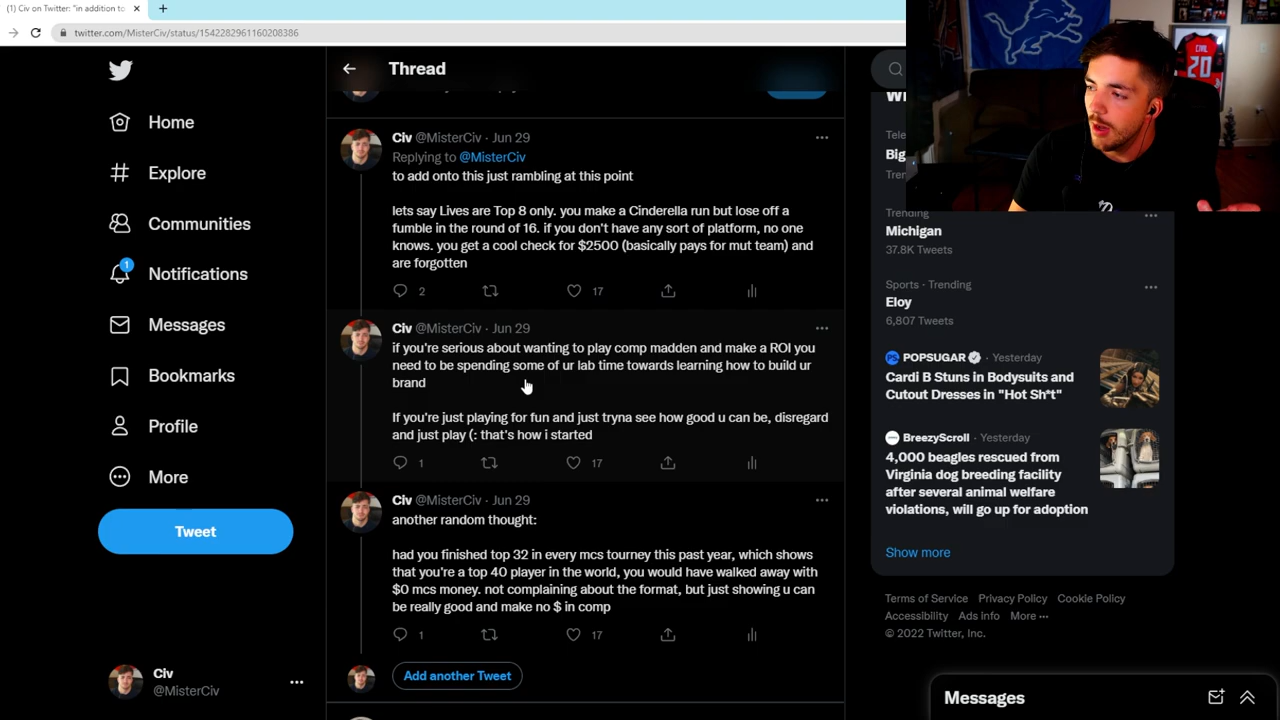 (1) Civ on Twitter: "in addition to
twitter.com/MisterCiv/status/1542282961160208386
Home
Explore
Communities
1
Notifications
Messages
Bookmarks
Profile
More
Tweet
Civ
@MisterCiv
Thread
Civ @MisterCiv · Jun 29
Replying to @MisterCiv
to add onto this just rambling at this point
lets say Lives are Top 8 only. you make a Cinderella run but lose off a
fumble in the round of 16. if you don't have any sort of platform, no one
knows. you get a cool check for $2500 (basically pays for mut team) and
are forgotten
2
17
Civ @MisterCiv · Jun 29
if you're serious about wanting to play comp madden and make a ROI you
need to be spending some of ur lab time towards learning how to build ur
brand
If you're just playing for fun and just tryna see how good u can be, disregard
and just play (: that's how i started
1
17
Civ @MisterCiv · Jun 29
another random thought:
had you finished top 32 in every mcs tourney this past year, which shows
that you're a top 40 player in the world, you would have walked away with
$0 mcs money. not complaining about the format, but just showing u can
be really good and make no $ in comp
1
17
Add another Tweet
Big
Trending
Michigan
37.8K Tweets
Sports · Trending
Eloy
6,807 Tweets
POPSUGAR · Yesterday
Cardi B Stuns in Bodysuits and
Cutout Dresses in "Hot Sh*t"
BreezyScroll · Yesterday
4,000 beagles rescued from
Virginia dog breeding facility
after several animal welfare
violations, will go up for adoption
Show more
Terms of Service Privacy Policy Cookie Policy
Accessibility Ads info More ···
© 2022 Twitter, Inc.
Messages
20